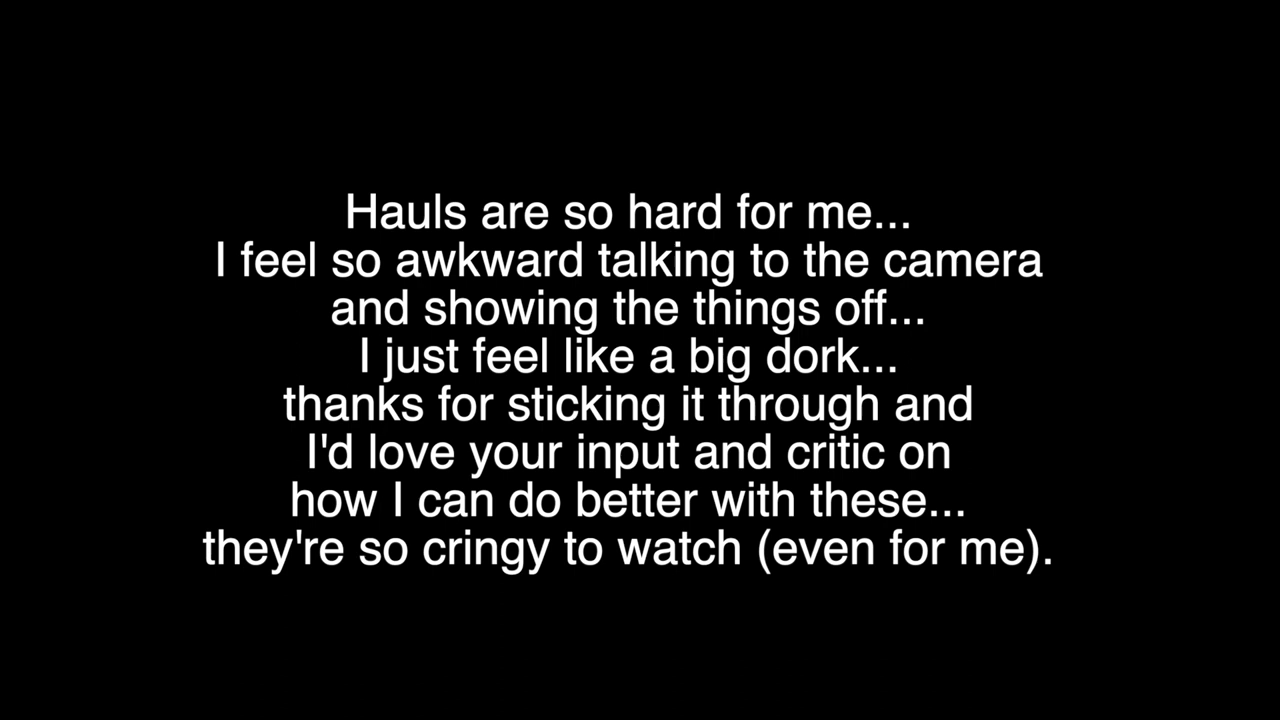 Hauls are so hard for me...
I feel so awkward talking to the camera
and showing the things off...
I just feel like a big dork...
thanks for sticking it through and
I'd love your input and critic on
how I can do better with these...
they're so cringy to watch (even for me).